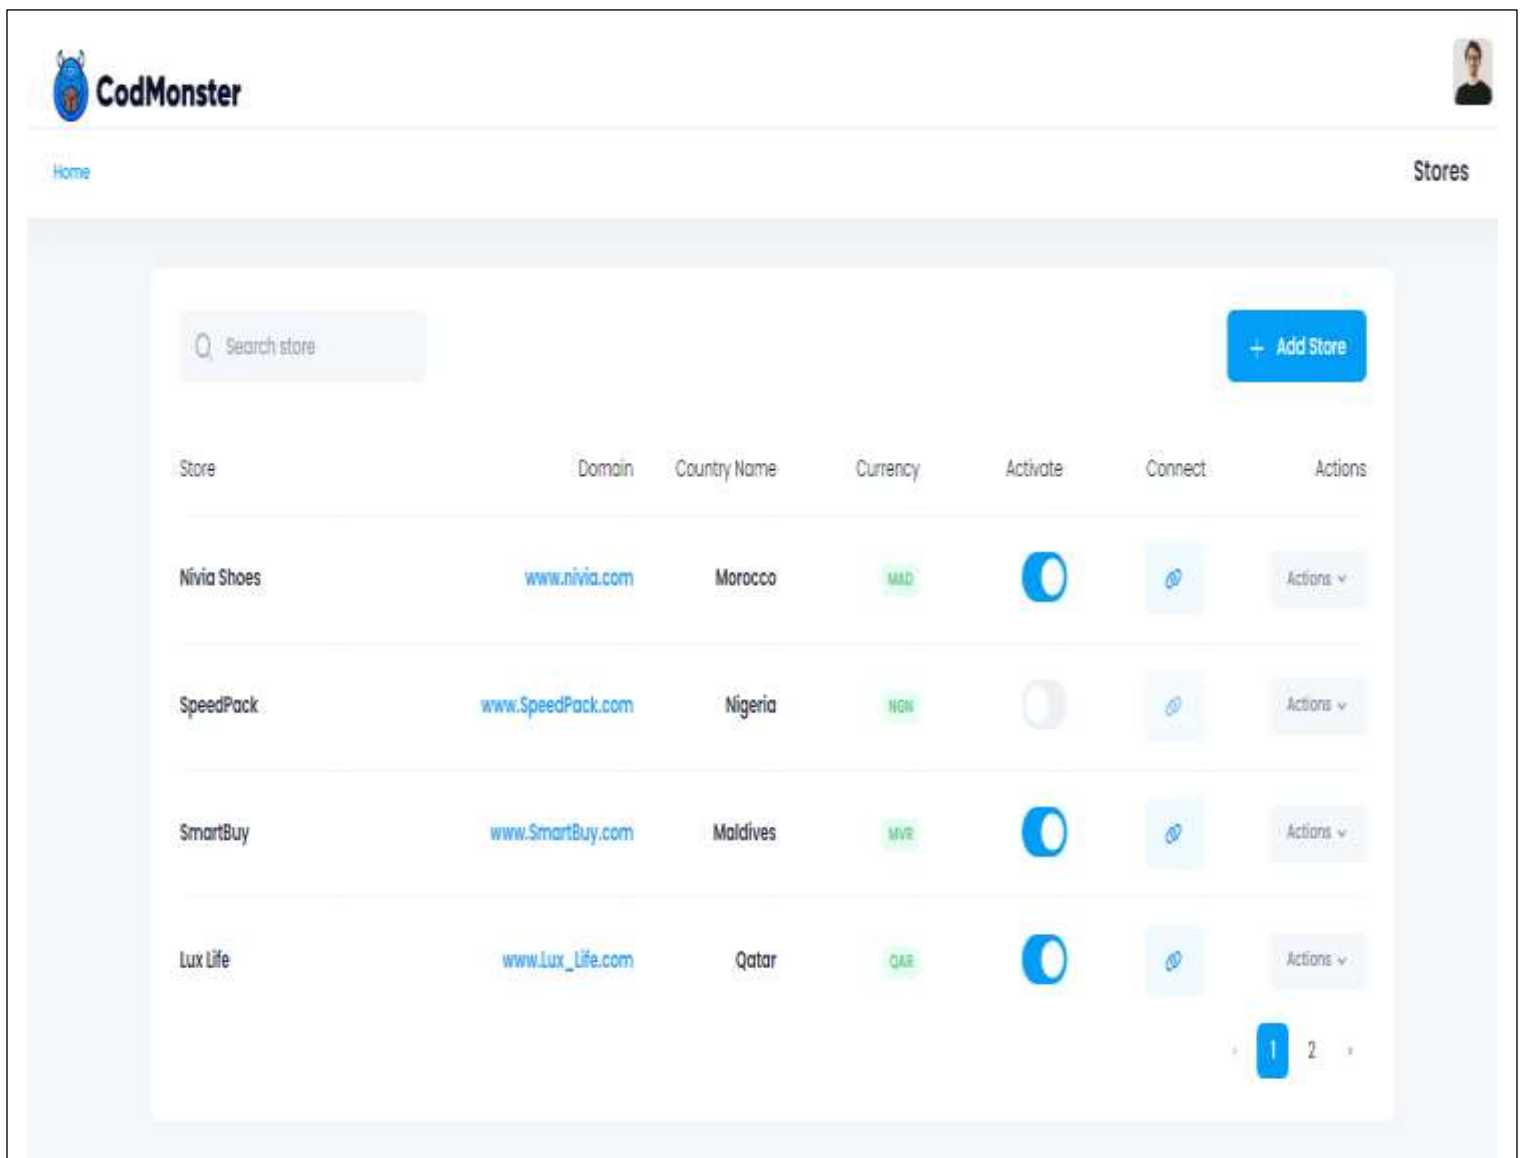 CodMonster
Home
Stores
Search store
+ Add Store
Store Domain Country Name Currency Activate Connect Actions
Nivia Shoes www.nivia.com Morocco MAD Actions
SpeedPack www.SpeedPack.com Nigeria NGN Actions
SmartBuy www.SmartBuy.com Maldives MVR Actions
Lux Life www.Lux_Life.com Qatar QAR Actions
1 2